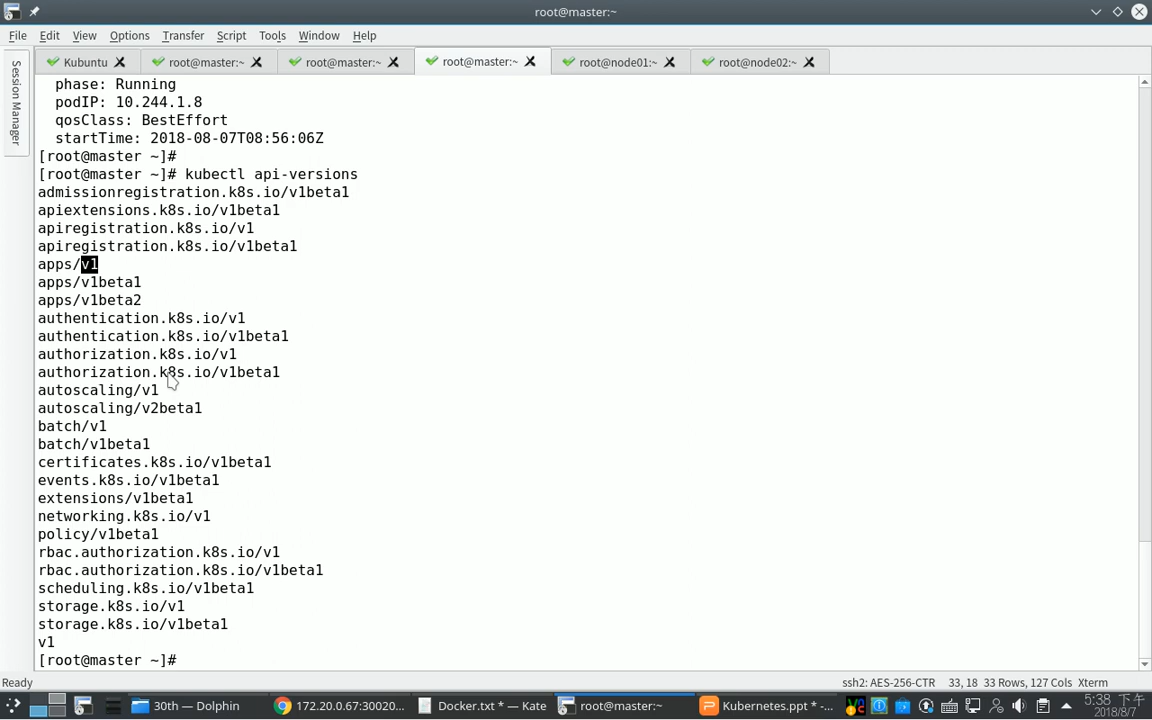 root@master:~
File Edit View Options Transfer Script Tools Window Help
Kubuntu root@master:~ root@master:~ root@master:~ root@node01:~ root@node02:~
Session Manager
phase: Running
podIP: 10.244.1.8
qosClass: BestEffort
startTime: 2018-08-07T08:56:06Z
[root@master ~]#
[root@master ~]# kubectl api-versions
admissionregistration.k8s.io/v1beta1
apiextensions.k8s.io/v1beta1
apiregistration.k8s.io/v1
apiregistration.k8s.io/v1beta1
apps/v1
apps/v1beta1
apps/v1beta2
authentication.k8s.io/v1
authentication.k8s.io/v1beta1
authorization.k8s.io/v1
authorization.k8s.io/v1beta1
autoscaling/v1
autoscaling/v2beta1
batch/v1
batch/v1beta1
certificates.k8s.io/v1beta1
events.k8s.io/v1beta1
extensions/v1beta1
networking.k8s.io/v1
policy/v1beta1
rbac.authorization.k8s.io/v1
rbac.authorization.k8s.io/v1beta1
scheduling.k8s.io/v1beta1
storage.k8s.io/v1
storage.k8s.io/v1beta1
v1
[root@master ~]#
Ready ssh2: AES-256-CTR 33, 18 33 Rows, 127 Cols Xterm
30th — Dolphin 172.20.0.67:30020... Docker.txt * — Kate root@master:~ Kubernetes.ppt * -... 5:38 下午
2018/8/7